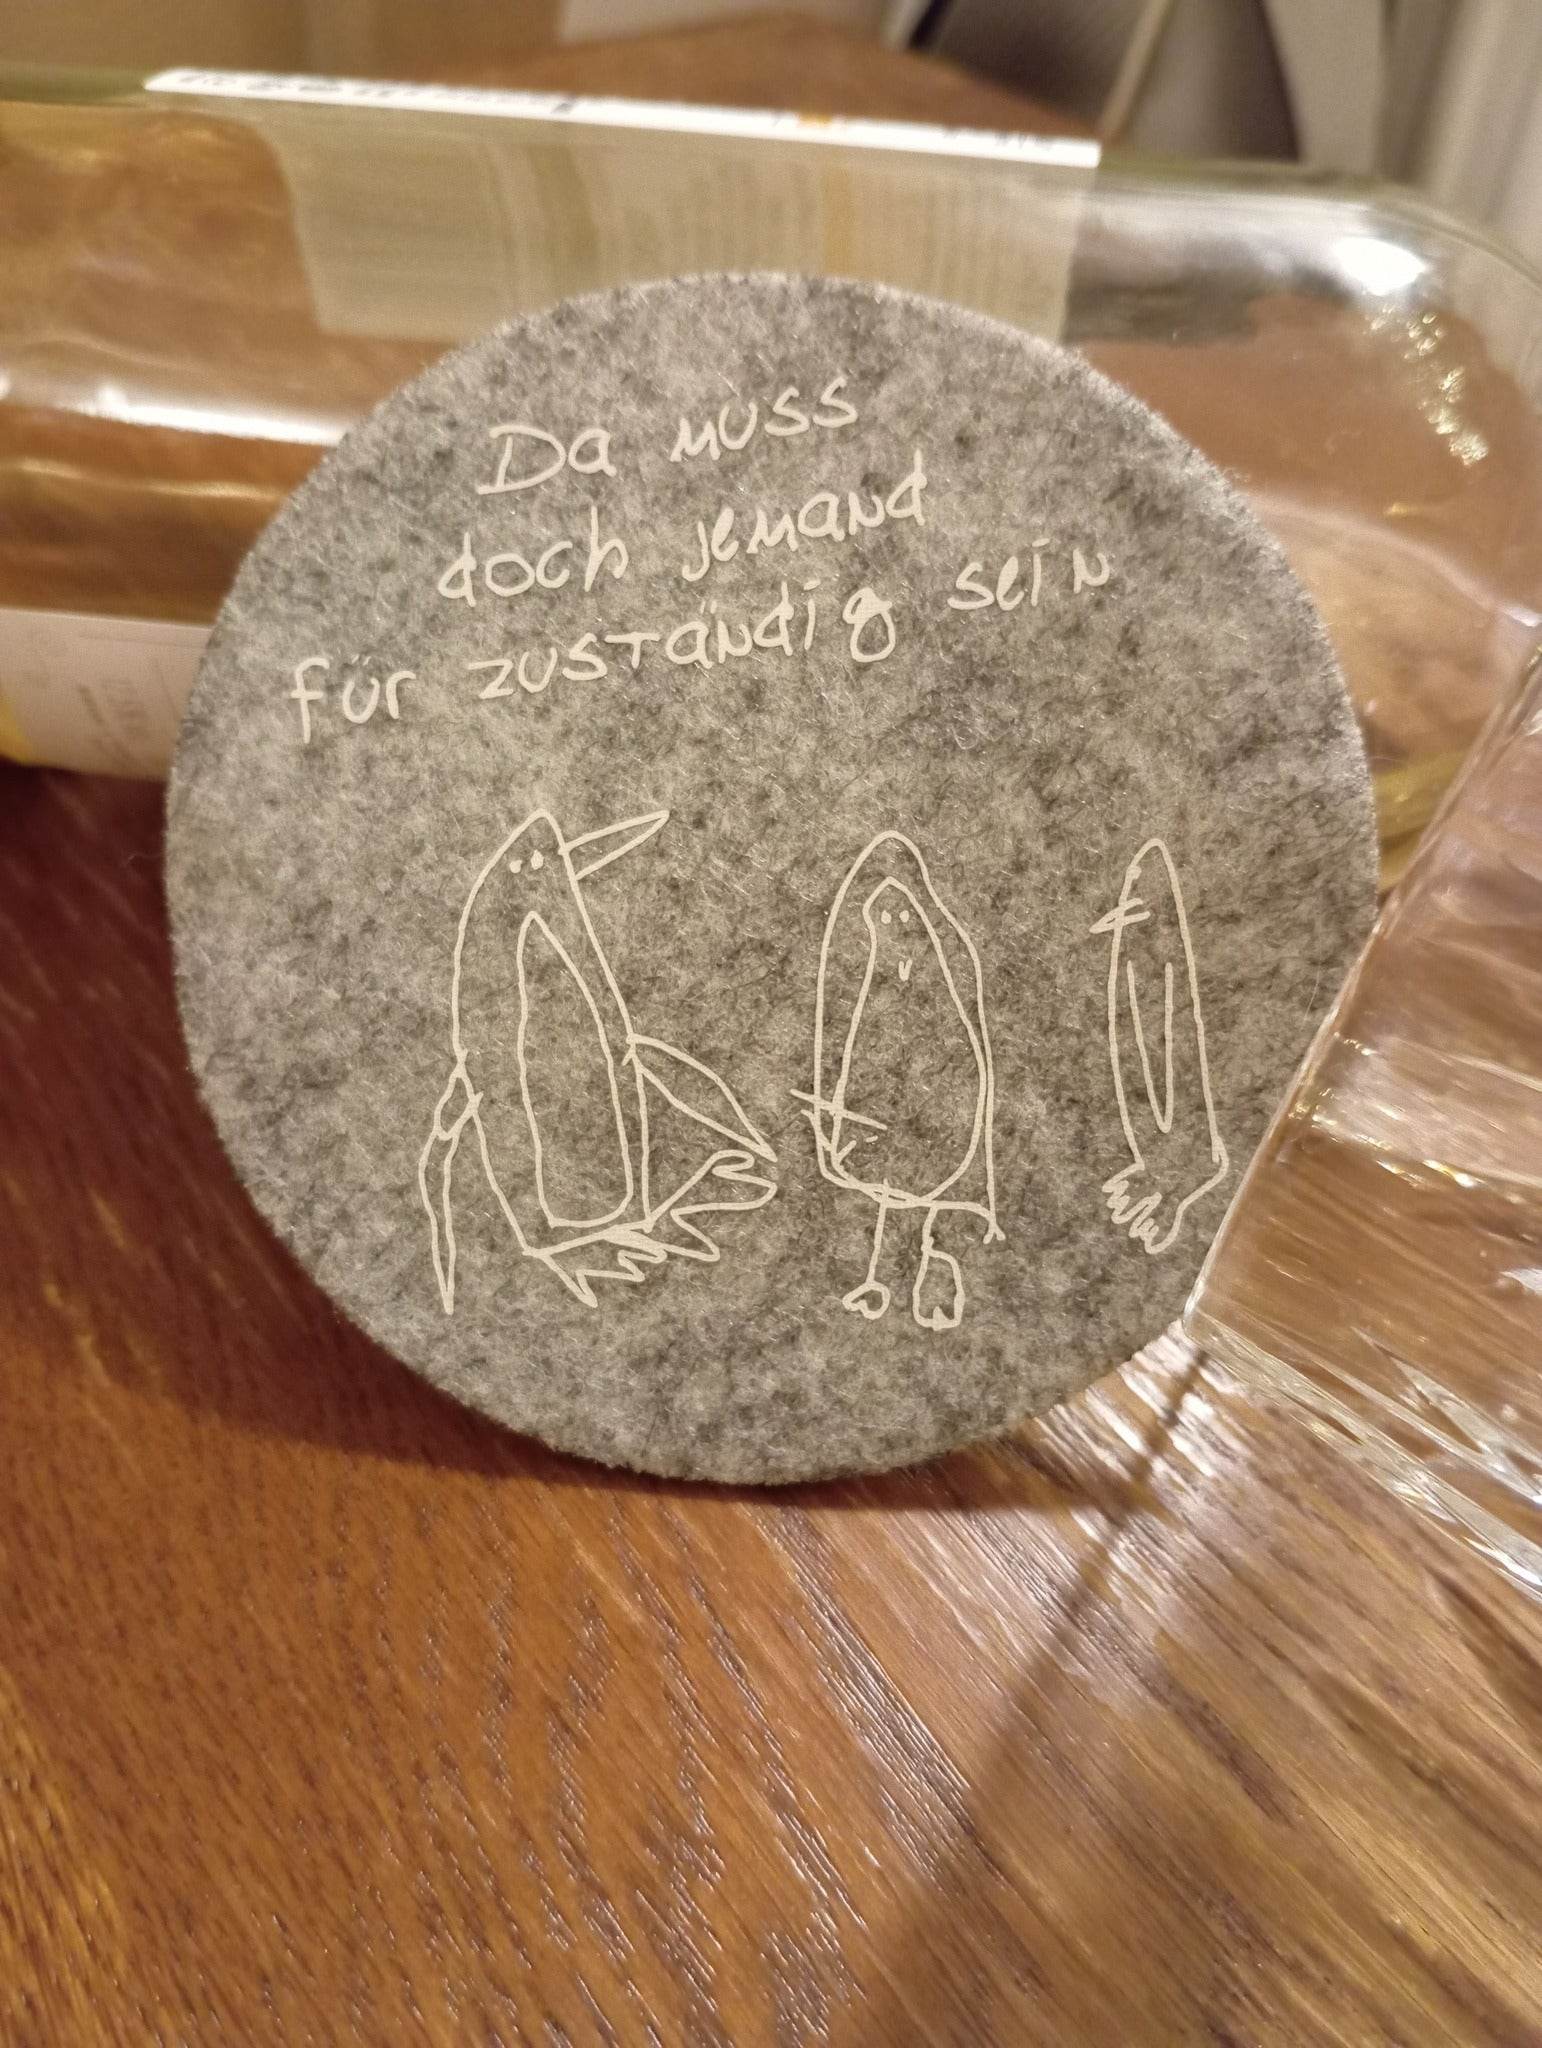 Da muss
doch jemand
für zuständig sein